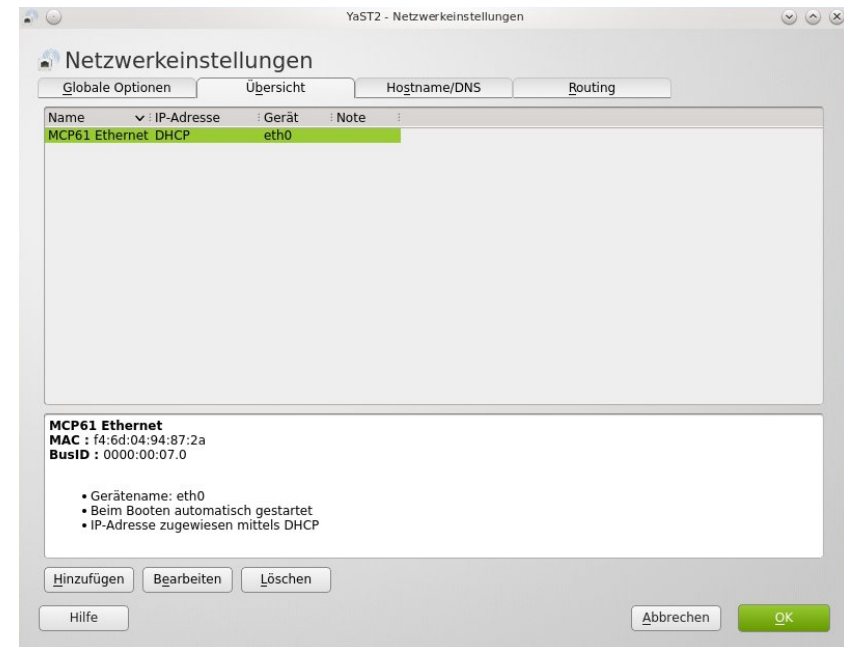 YaST2 - Netzwerkeinstellungen
Netzwerkeinstellungen
Globale Optionen Übersicht Hostname/DNS Routing
Name IP-Adresse Gerät Note
MCP61 Ethernet DHCP eth0
MCP61 Ethernet
MAC : f4:6d:04:94:87:2a
BusID : 0000:00:07.0
• Gerätename: eth0
• Beim Booten automatisch gestartet
• IP-Adresse zugewiesen mittels DHCP
Hinzufügen Bearbeiten Löschen
Hilfe Abbrechen OK